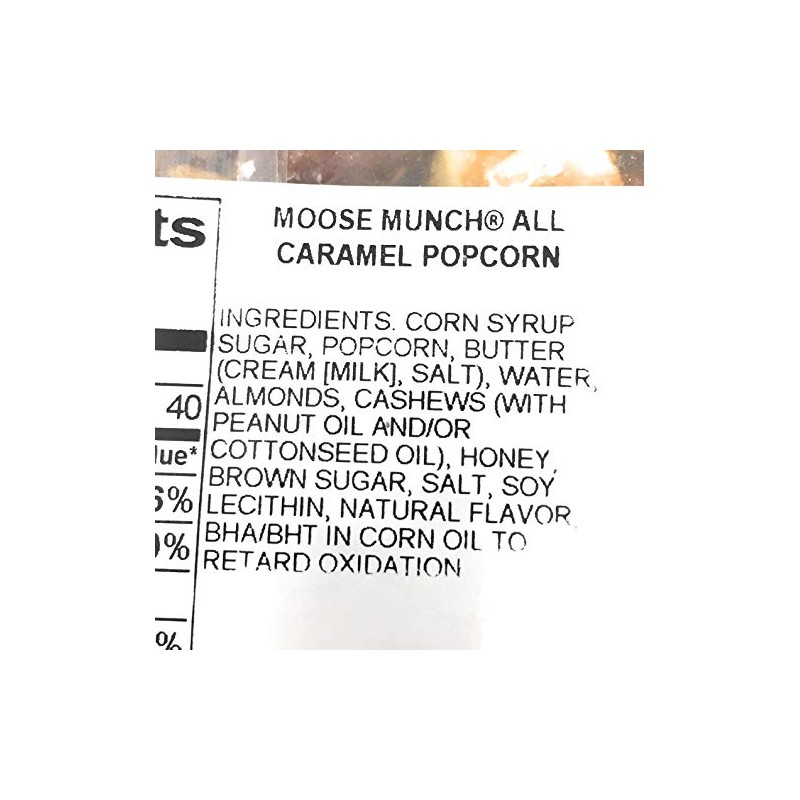 ts
MOOSE MUNCH® ALL
CARAMEL POPCORN
INGREDIENTS. CORN SYRUP
SUGAR, POPCORN, BUTTER
(CREAM [MILK], SALT), WATER,
40
ALMONDS, CASHEWS (WITH
PEANUT OIL AND/OR
lue*
COTTONSEED OIL), HONEY,
BROWN SUGAR, SALT, SOY
6%
LECITHIN, NATURAL FLAVOR
0%
BHA/BHT IN CORN OIL TO
RETARD OXIDATION
%